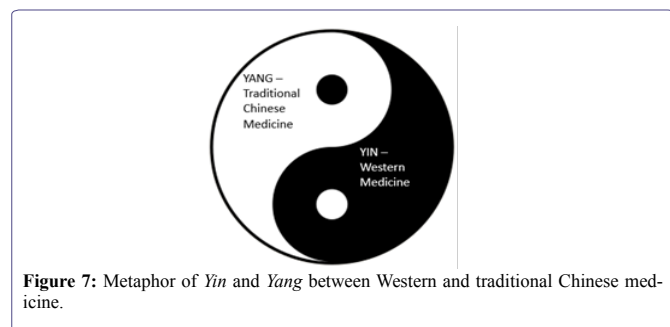 YANG –
Traditional
Chinese
Medicine
YIN –
Western
Medicine
Figure 7: Metaphor of Yin and Yang between Western and traditional Chinese med-
icine.